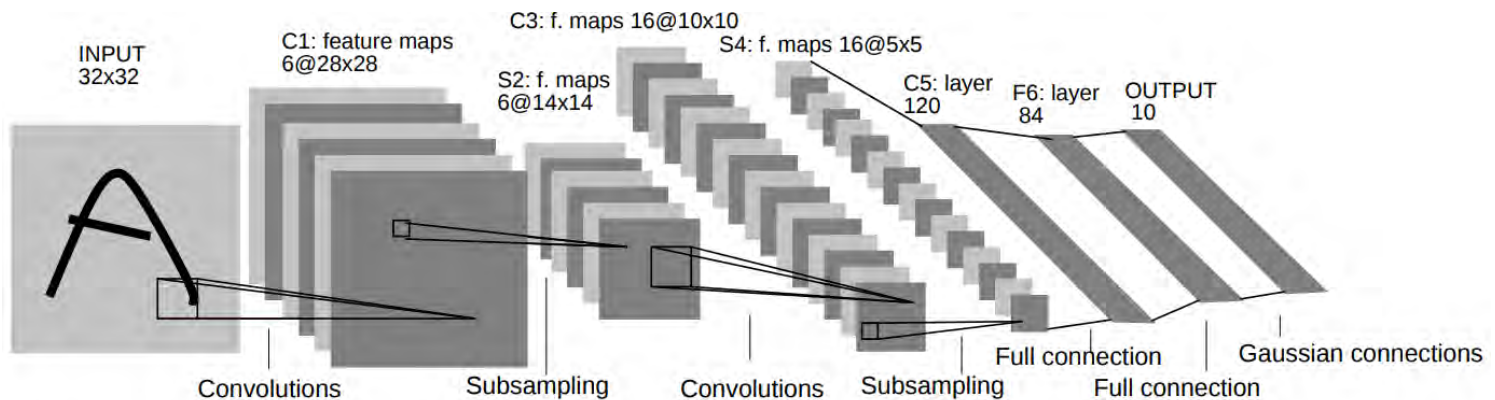 INPUT
32x32
C1: feature maps
6@28x28
S2: f. maps
6@14x14
C3: f. maps 16@10x10
S4: f. maps 16@5x5
C5: layer
120
F6: layer
84
OUTPUT
10
Convolutions
Subsampling
Convolutions
Subsampling
Full connection
Full connection
Gaussian connections